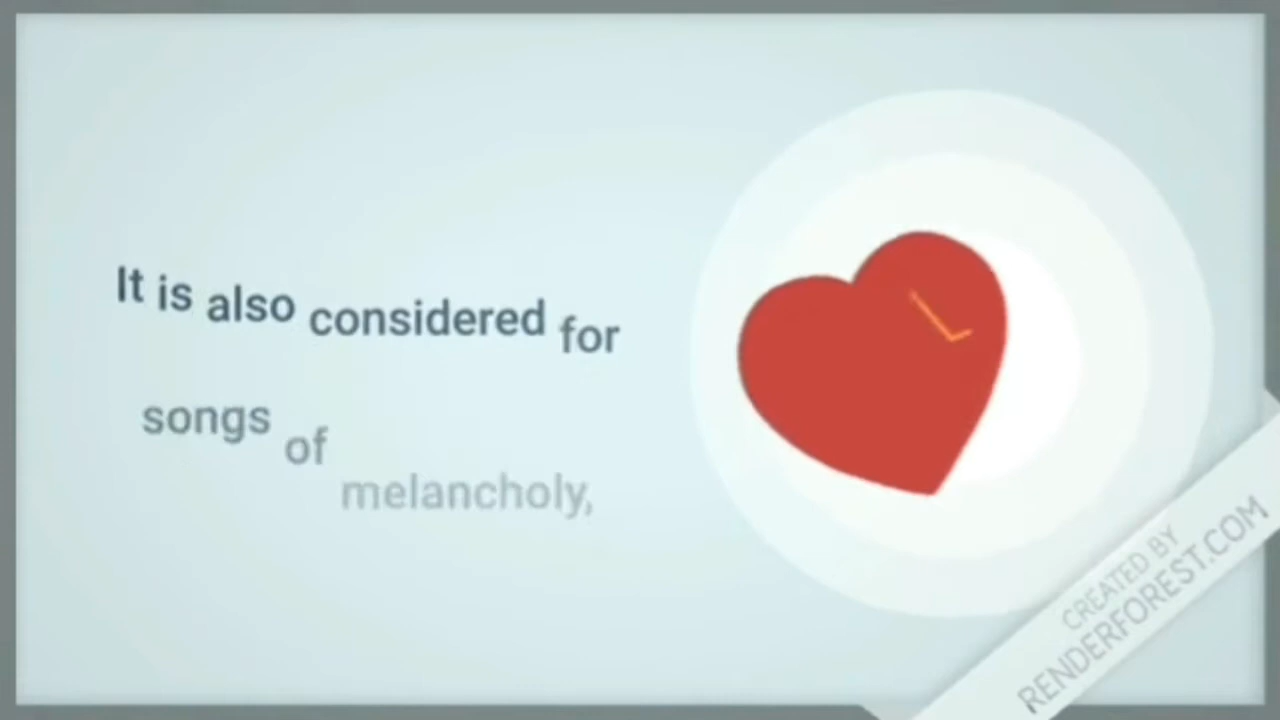 It is also considered for
songs of melancholy,
CREATED BY
RENDERFOREST.COM